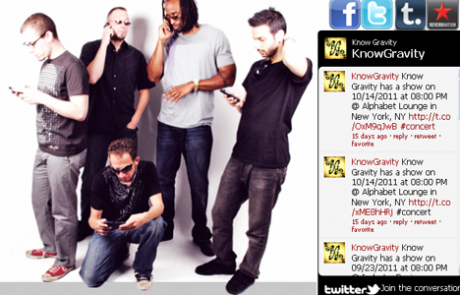 f t t. REVERBNATION
Know Gravity
KnowGravity
KnowGravity Know
Gravity has a show on
10/14/2011 at 08:00 PM
@ Alphabet Lounge in
New York, NY http://t.co
/OxM9qJwB #concert
15 days ago · reply · retweet ·
favorite
KnowGravity Know
Gravity has a show on
10/14/2011 at 08:00 PM
@ Alphabet Lounge in
New York, NY http://t.co
/xME8hHRj #concert
15 days ago · reply · retweet ·
favorite
KnowGravity Know
Gravity has a show on
09/23/2011 at 08:00 PM
twitter Join the conversation